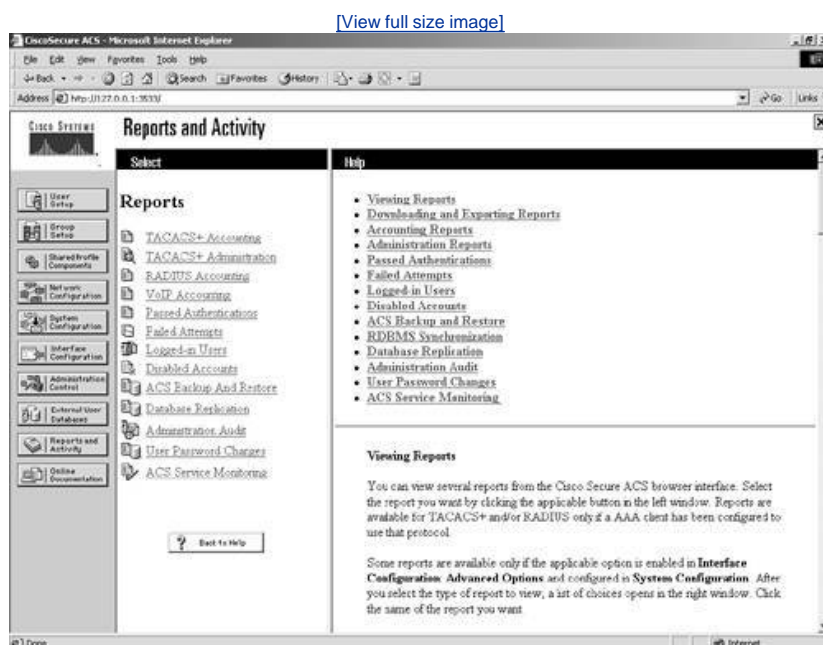 [View full size image]
CiscoSecure ACS - Microsoft Internet Explorer
File Edit View Favorites Tools Help
Back Search Favorites History
Address http://127.0.0.1:3533/ Go Links
Cisco Systems
Reports and Activity
Select
Help
User Setup
Group Setup
Shared Profile Components
Network Configuration
System Configuration
Interface Configuration
Administration Control
External User Databases
Reports and Activity
Online Documentation
Reports
TACACS+ Accounting
TACACS+ Administration
RADIUS Accounting
VoIP Accounting
Passed Authentications
Failed Attempts
Logged-in Users
Disabled Accounts
ACS Backup And Restore
Database Replication
Administration Audit
User Password Changes
ACS Service Monitoring
? Back to Help
• Viewing Reports
• Downloading and Exporting Reports
• Accounting Reports
• Administration Reports
• Passed Authentications
• Failed Attempts
• Logged-in Users
• Disabled Accounts
• ACS Backup and Restore
• RDBMS Synchronization
• Database Replication
• Administration Audit
• User Password Changes
• ACS Service Monitoring
Viewing Reports
You can view several reports from the Cisco Secure ACS browser interface. Select
the report you want by clicking the applicable button in the left window. Reports are
available for TACACS+ and/or RADIUS only if a AAA client has been configured to
use that protocol
Some reports are available only if the applicable option is enabled in Interface
Configuration: Advanced Options and configured in System Configuration. After
you select the type of report to view, a list of choices opens in the right window. Click
the name of the report you want
Done
Internet